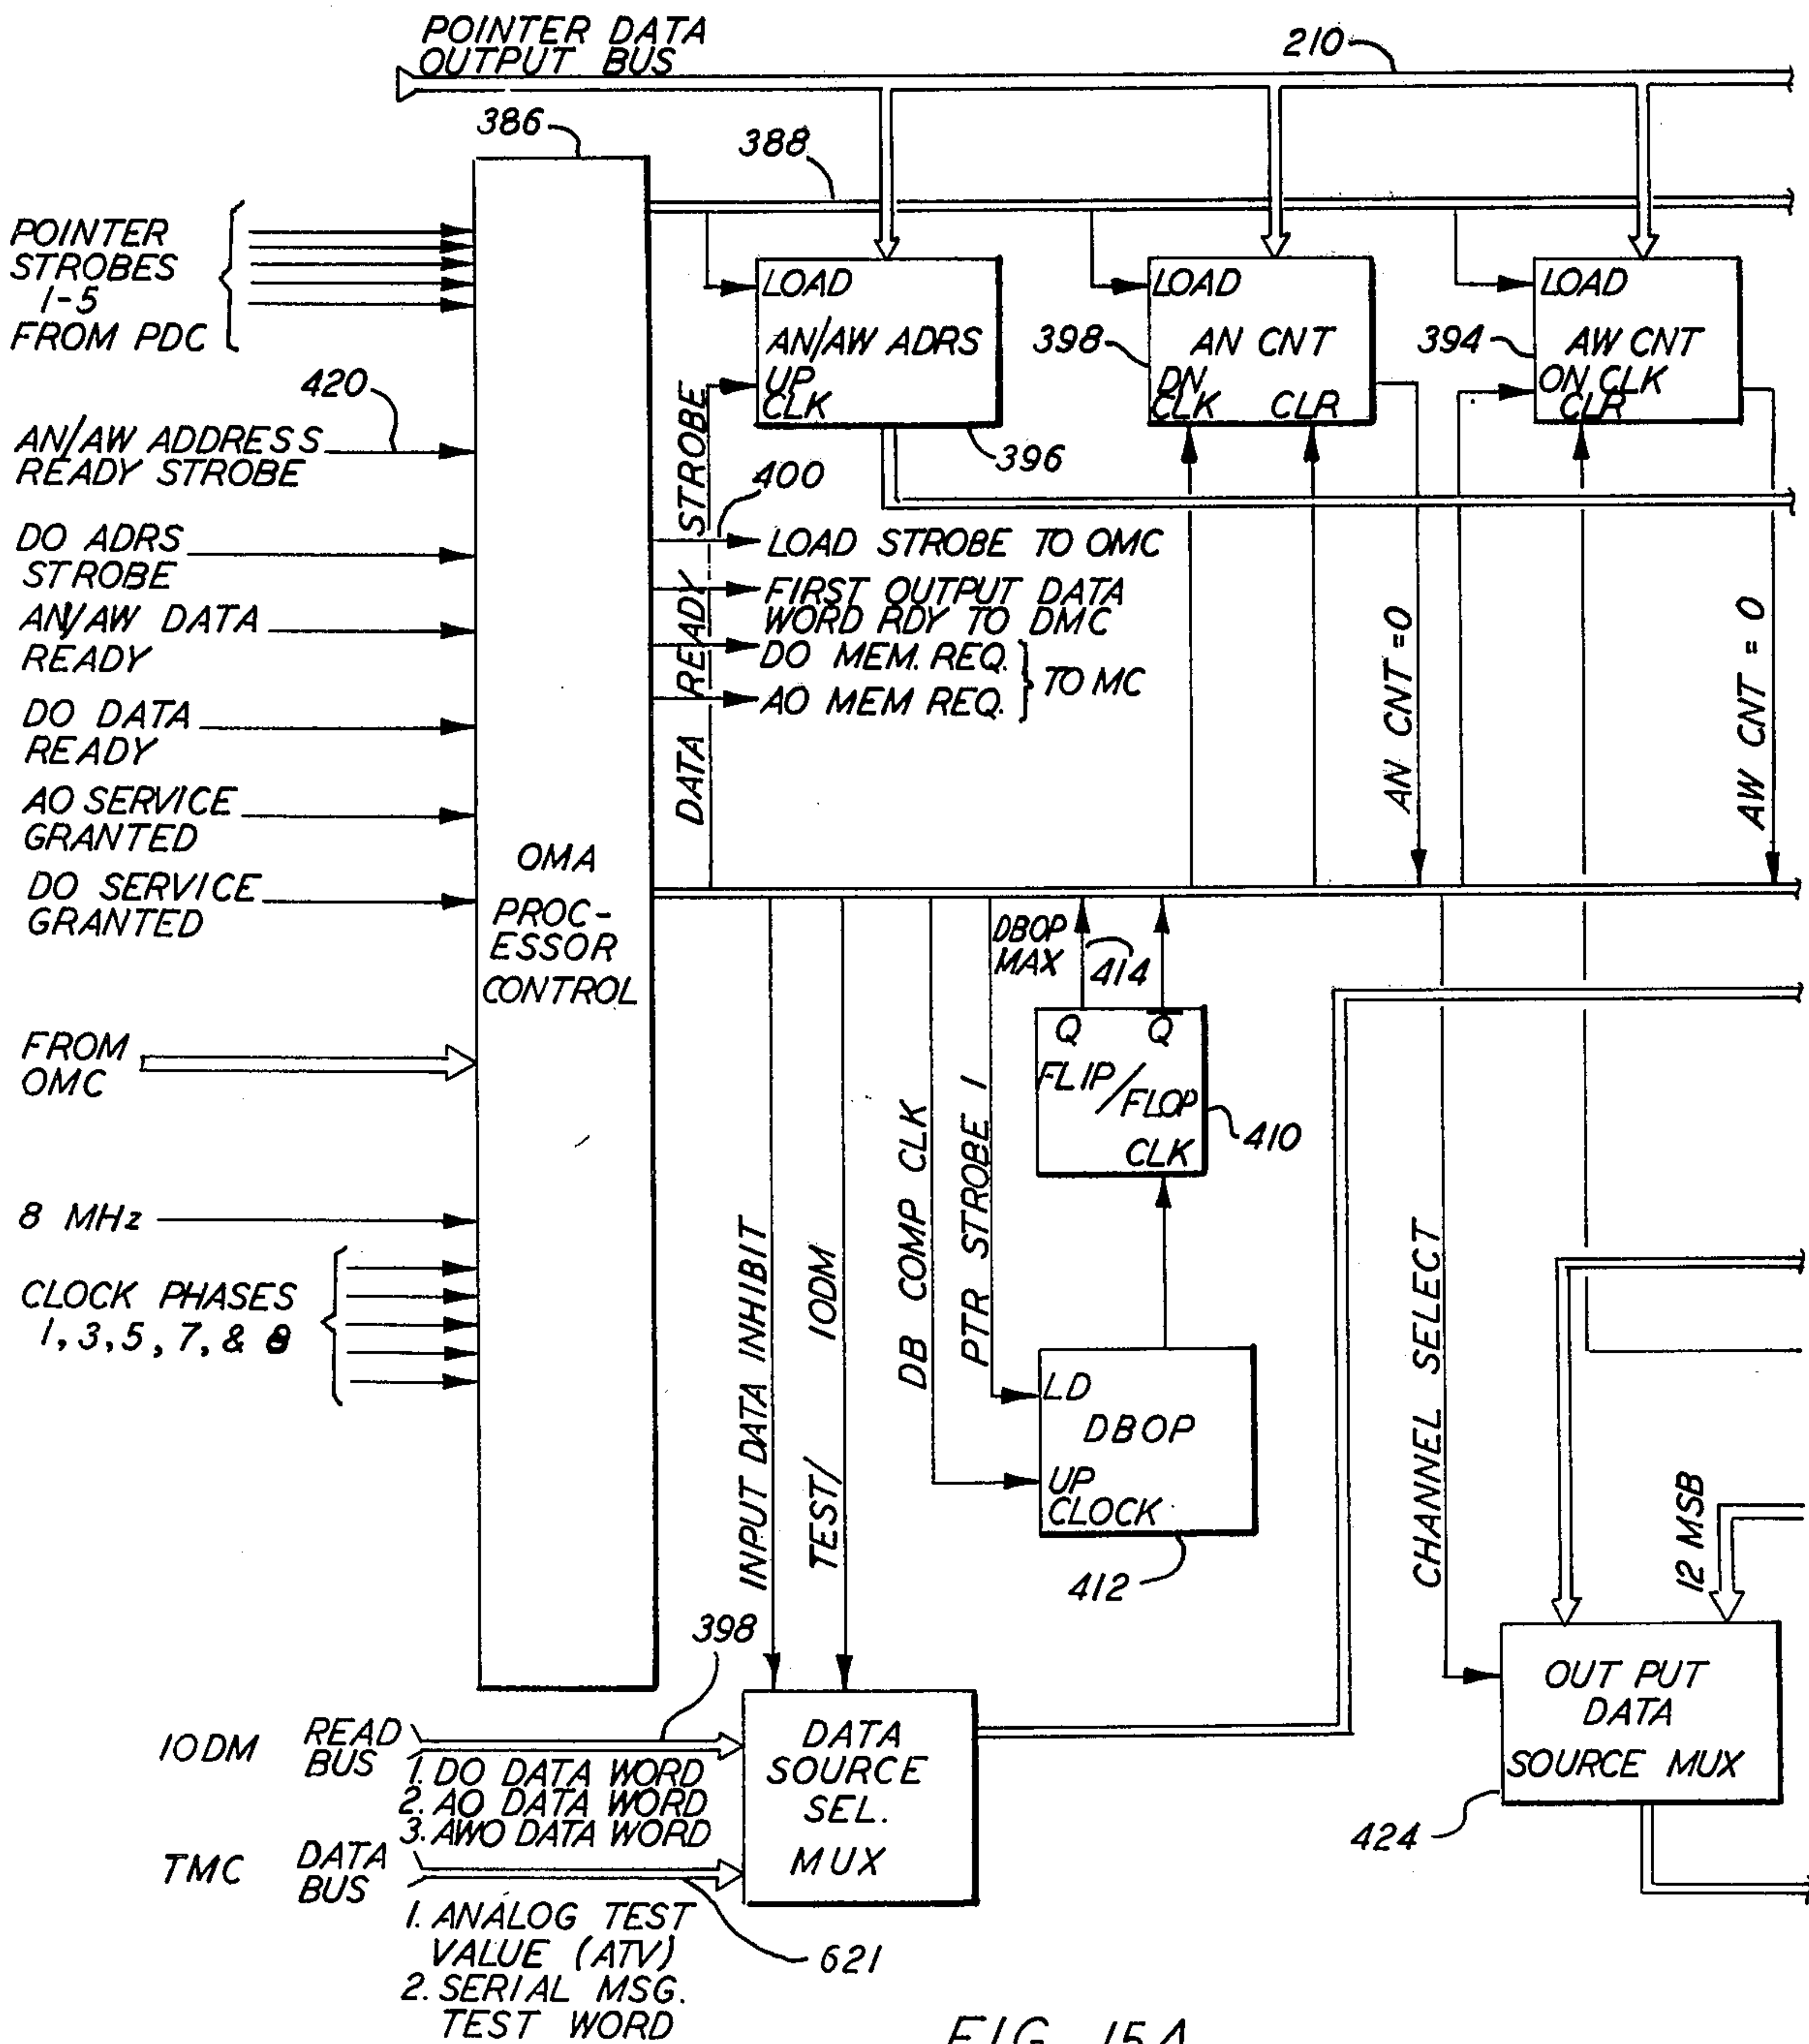 POINTER DATA
OUTPUT BUS
210
386
388
POINTER
STROBES
1-5
FROM PDC
LOAD
AN/AW ADRS
UP
CLK
396
LOAD
398
AN CNT
DN
CLK CLR
LOAD
394
AW CNT
ON CLK
CLR
420
AN/AW ADDRESS
READY STROBE
DO ADRS
STROBE
AN/AW DATA
READY
DO DATA
READY
AO SERVICE
GRANTED
DO SERVICE
GRANTED
FROM
OMC
8 MHz
CLOCK PHASES
1, 3, 5, 7, & 8
OMA
PROC-
ESSOR
CONTROL
DATA READY STROBE
400
LOAD STROBE TO OMC
FIRST OUTPUT DATA
WORD RDY TO DMC
DO MEM. REQ.
AO MEM REQ.
TO MC
AN CNT=0
AW CNT = 0
DBOP
MAX
414
Q Q
FLIP/FLOP
CLK
410
INPUT DATA INHIBIT
TEST/ IODM
DB COMP CLK
PTR STROBE 1
LD
DBOP
UP
CLOCK
412
CHANNEL SELECT
12 MSB
OUT PUT
DATA
SOURCE MUX
424
398
IODM READ
BUS
1. DO DATA WORD
2. AO DATA WORD
3. AWO DATA WORD
TMC DATA
BUS
1. ANALOG TEST
VALUE (ATV)
2. SERIAL MSG.
TEST WORD
621
DATA
SOURCE
SEL.
MUX
FIG. 15A